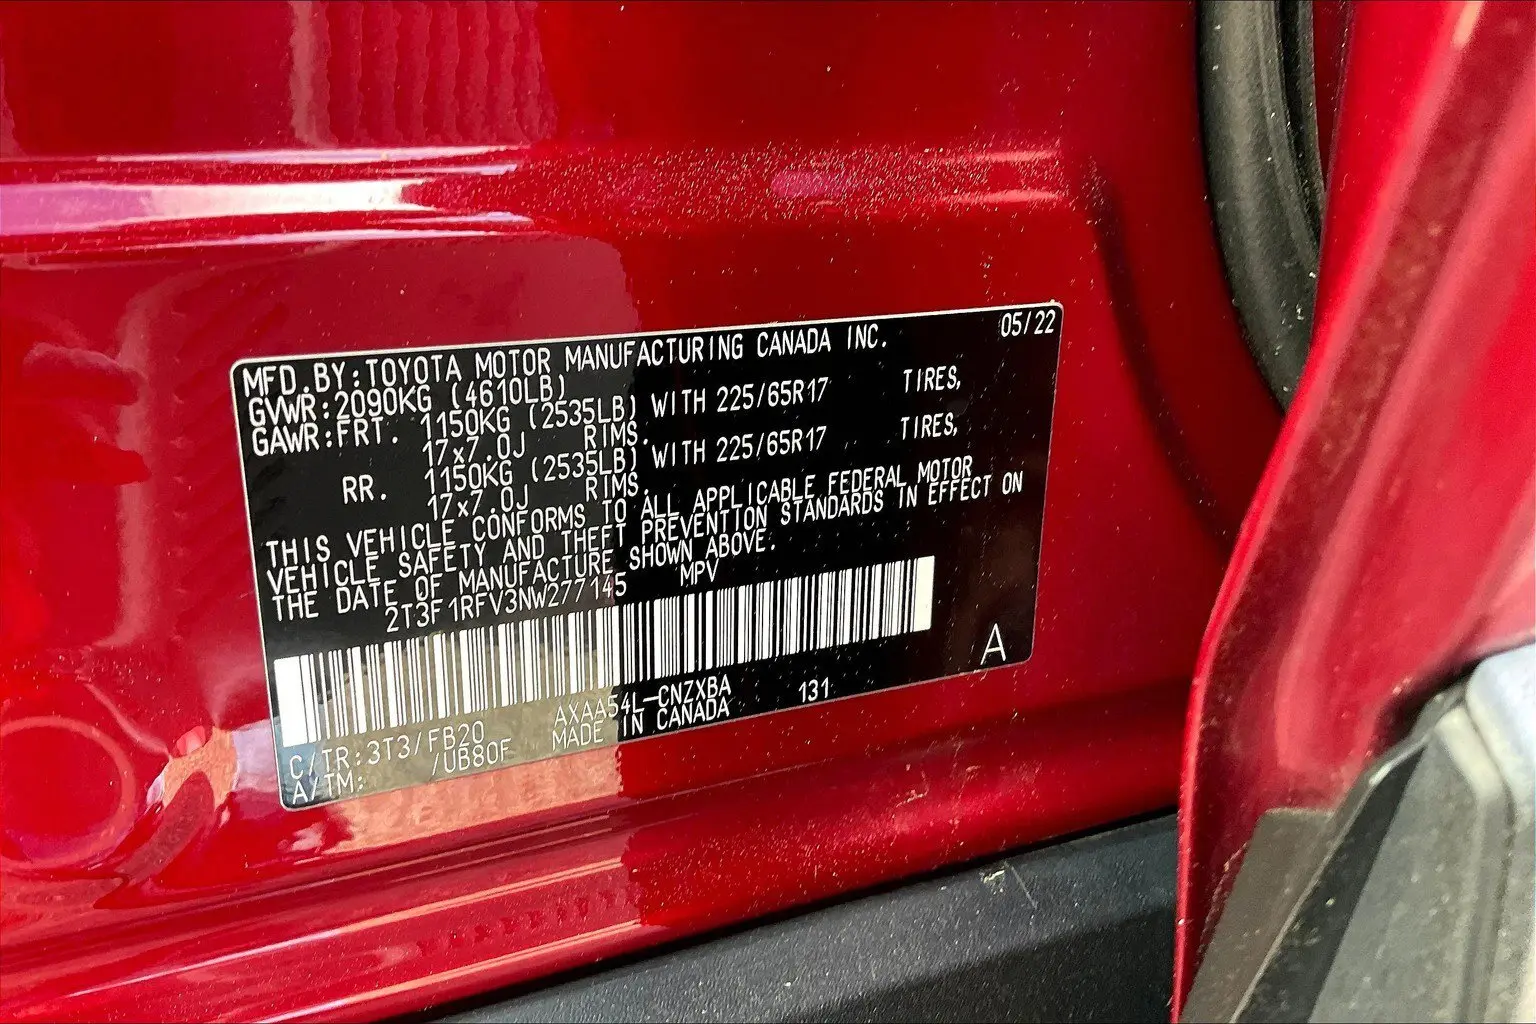 MFD.BY:TOYOTA MOTOR MANUFACTURING CANADA INC. 05/22
GVWR:2090KG (4610LB)
GAWR:FRT. 1150KG (2535LB) WITH 225/65R17 TIRES,
17x7.0J RIMS.
RR. 1150KG (2535LB) WITH 225/65R17 TIRES,
17x7.0J RIMS.
THIS VEHICLE CONFORMS TO ALL APPLICABLE FEDERAL MOTOR
VEHICLE SAFETY AND THEFT PREVENTION STANDARDS IN EFFECT ON
THE DATE OF MANUFACTURE SHOWN ABOVE.
2T3F1RFV3NW277145 MPV
A
C/TR:3T3/FB20 AXAA54L-CNZXBA 131
A/TM: /UB80F MADE IN CANADA